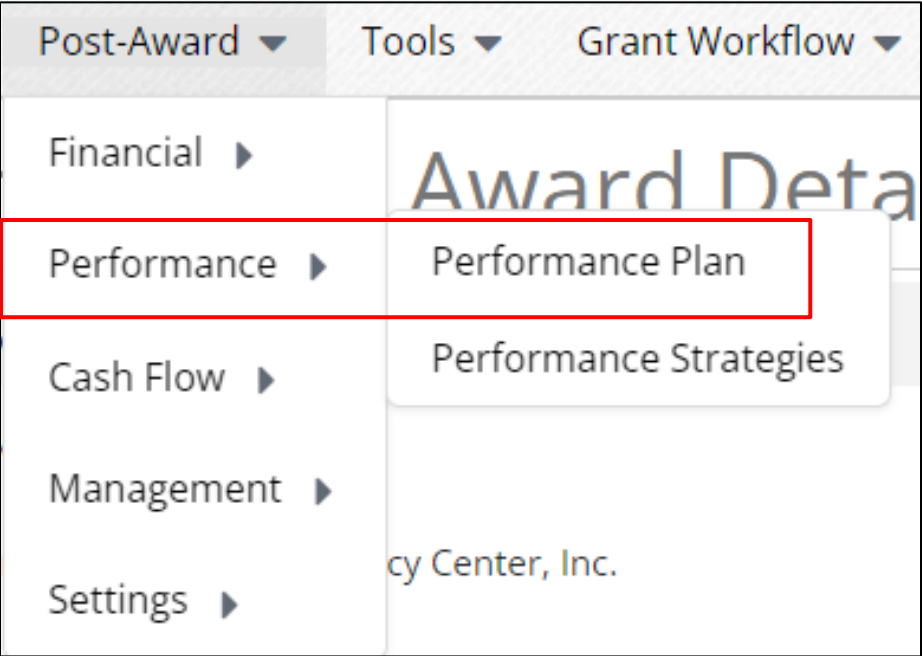 Post-Award Tools Grant Workflow
Financial
Award Deta
Performance Performance Plan
Performance Strategies
Cash Flow
Management
cy Center, Inc.
Settings